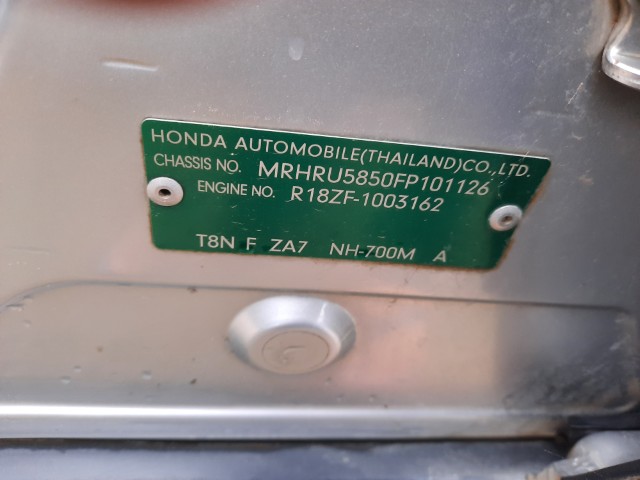 HONDA AUTOMOBILE(THAILAND)CO.,LTD.
CHASSIS NO. MRHRU5850FP101126
ENGINE NO. R18ZF-1003162
T8N F ZA7 NH-700M A